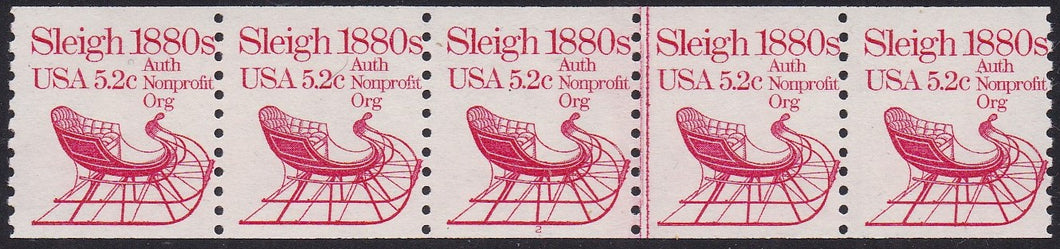 Sleigh 1880s
USA 5.2c
Auth
Nonprofit
Org
Sleigh 1880s
USA 5.2c
Auth
Nonprofit
Org
Sleigh 1880s
USA 5.2c
Auth
Nonprofit
Org
2
Sleigh 1880s
USA 5.2c
Auth
Nonprofit
Org
Sleigh 1880s
USA 5.2c
Auth
Nonprofit
Org